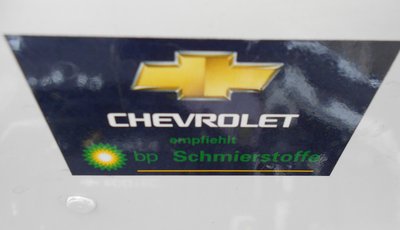 CHEVROLET
empfiehlt
bp Schmierstoffe